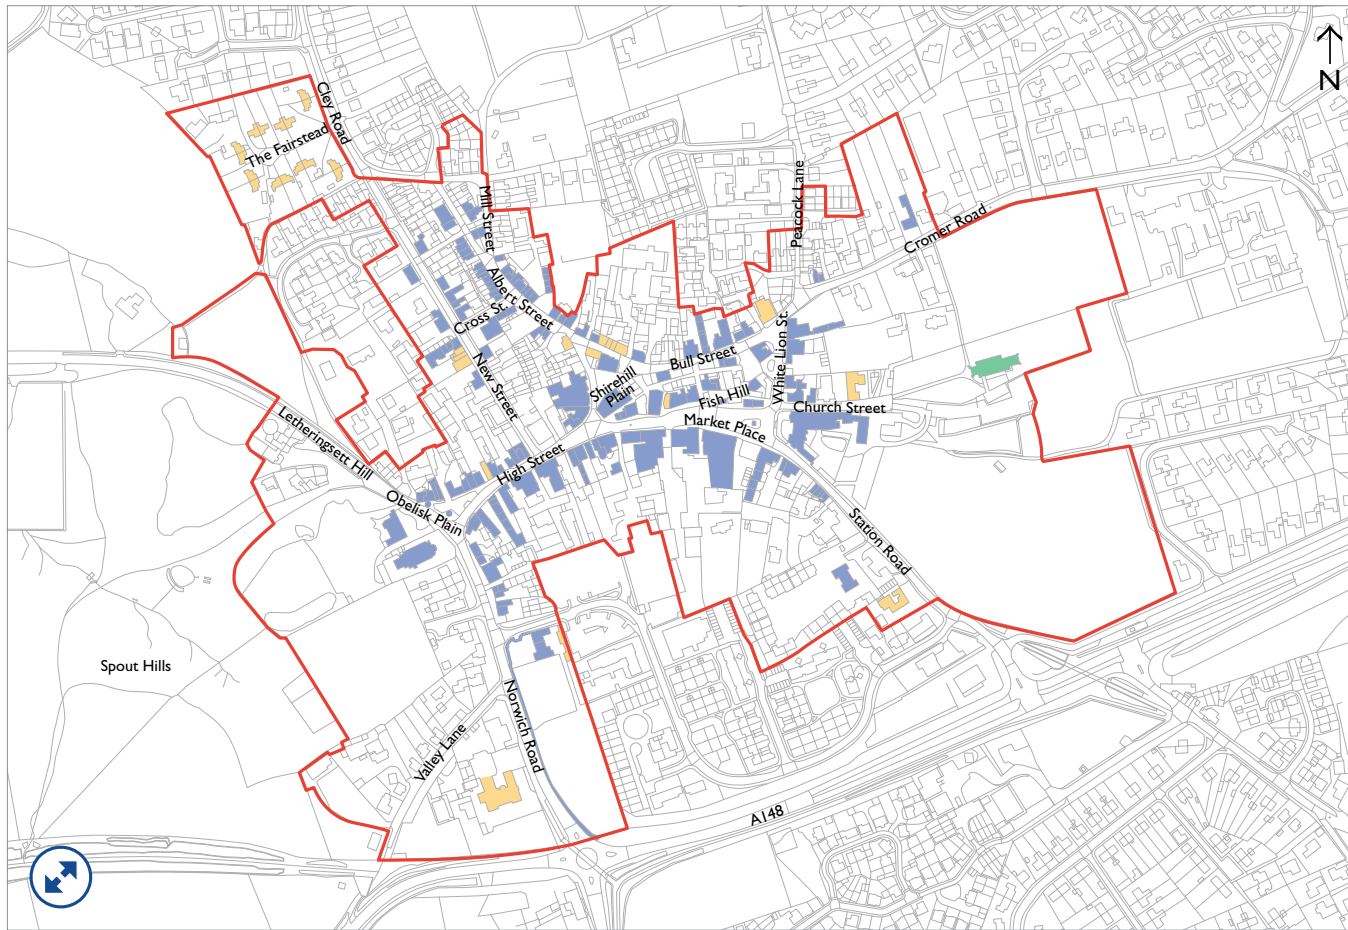 N
Cley Road
The Fairstead
Mill Street
Peacock Lane
Cromer Road
Albert Street
Cross St.
White Lion St.
Bull Street
New Street
Shirehill
Plain
Fish Hill
Church Street
Market Place
Letheringsett Hill
High Street
Obelisk Plain
Station Road
Spout Hills
Norwich Road
Valley Lane
A148